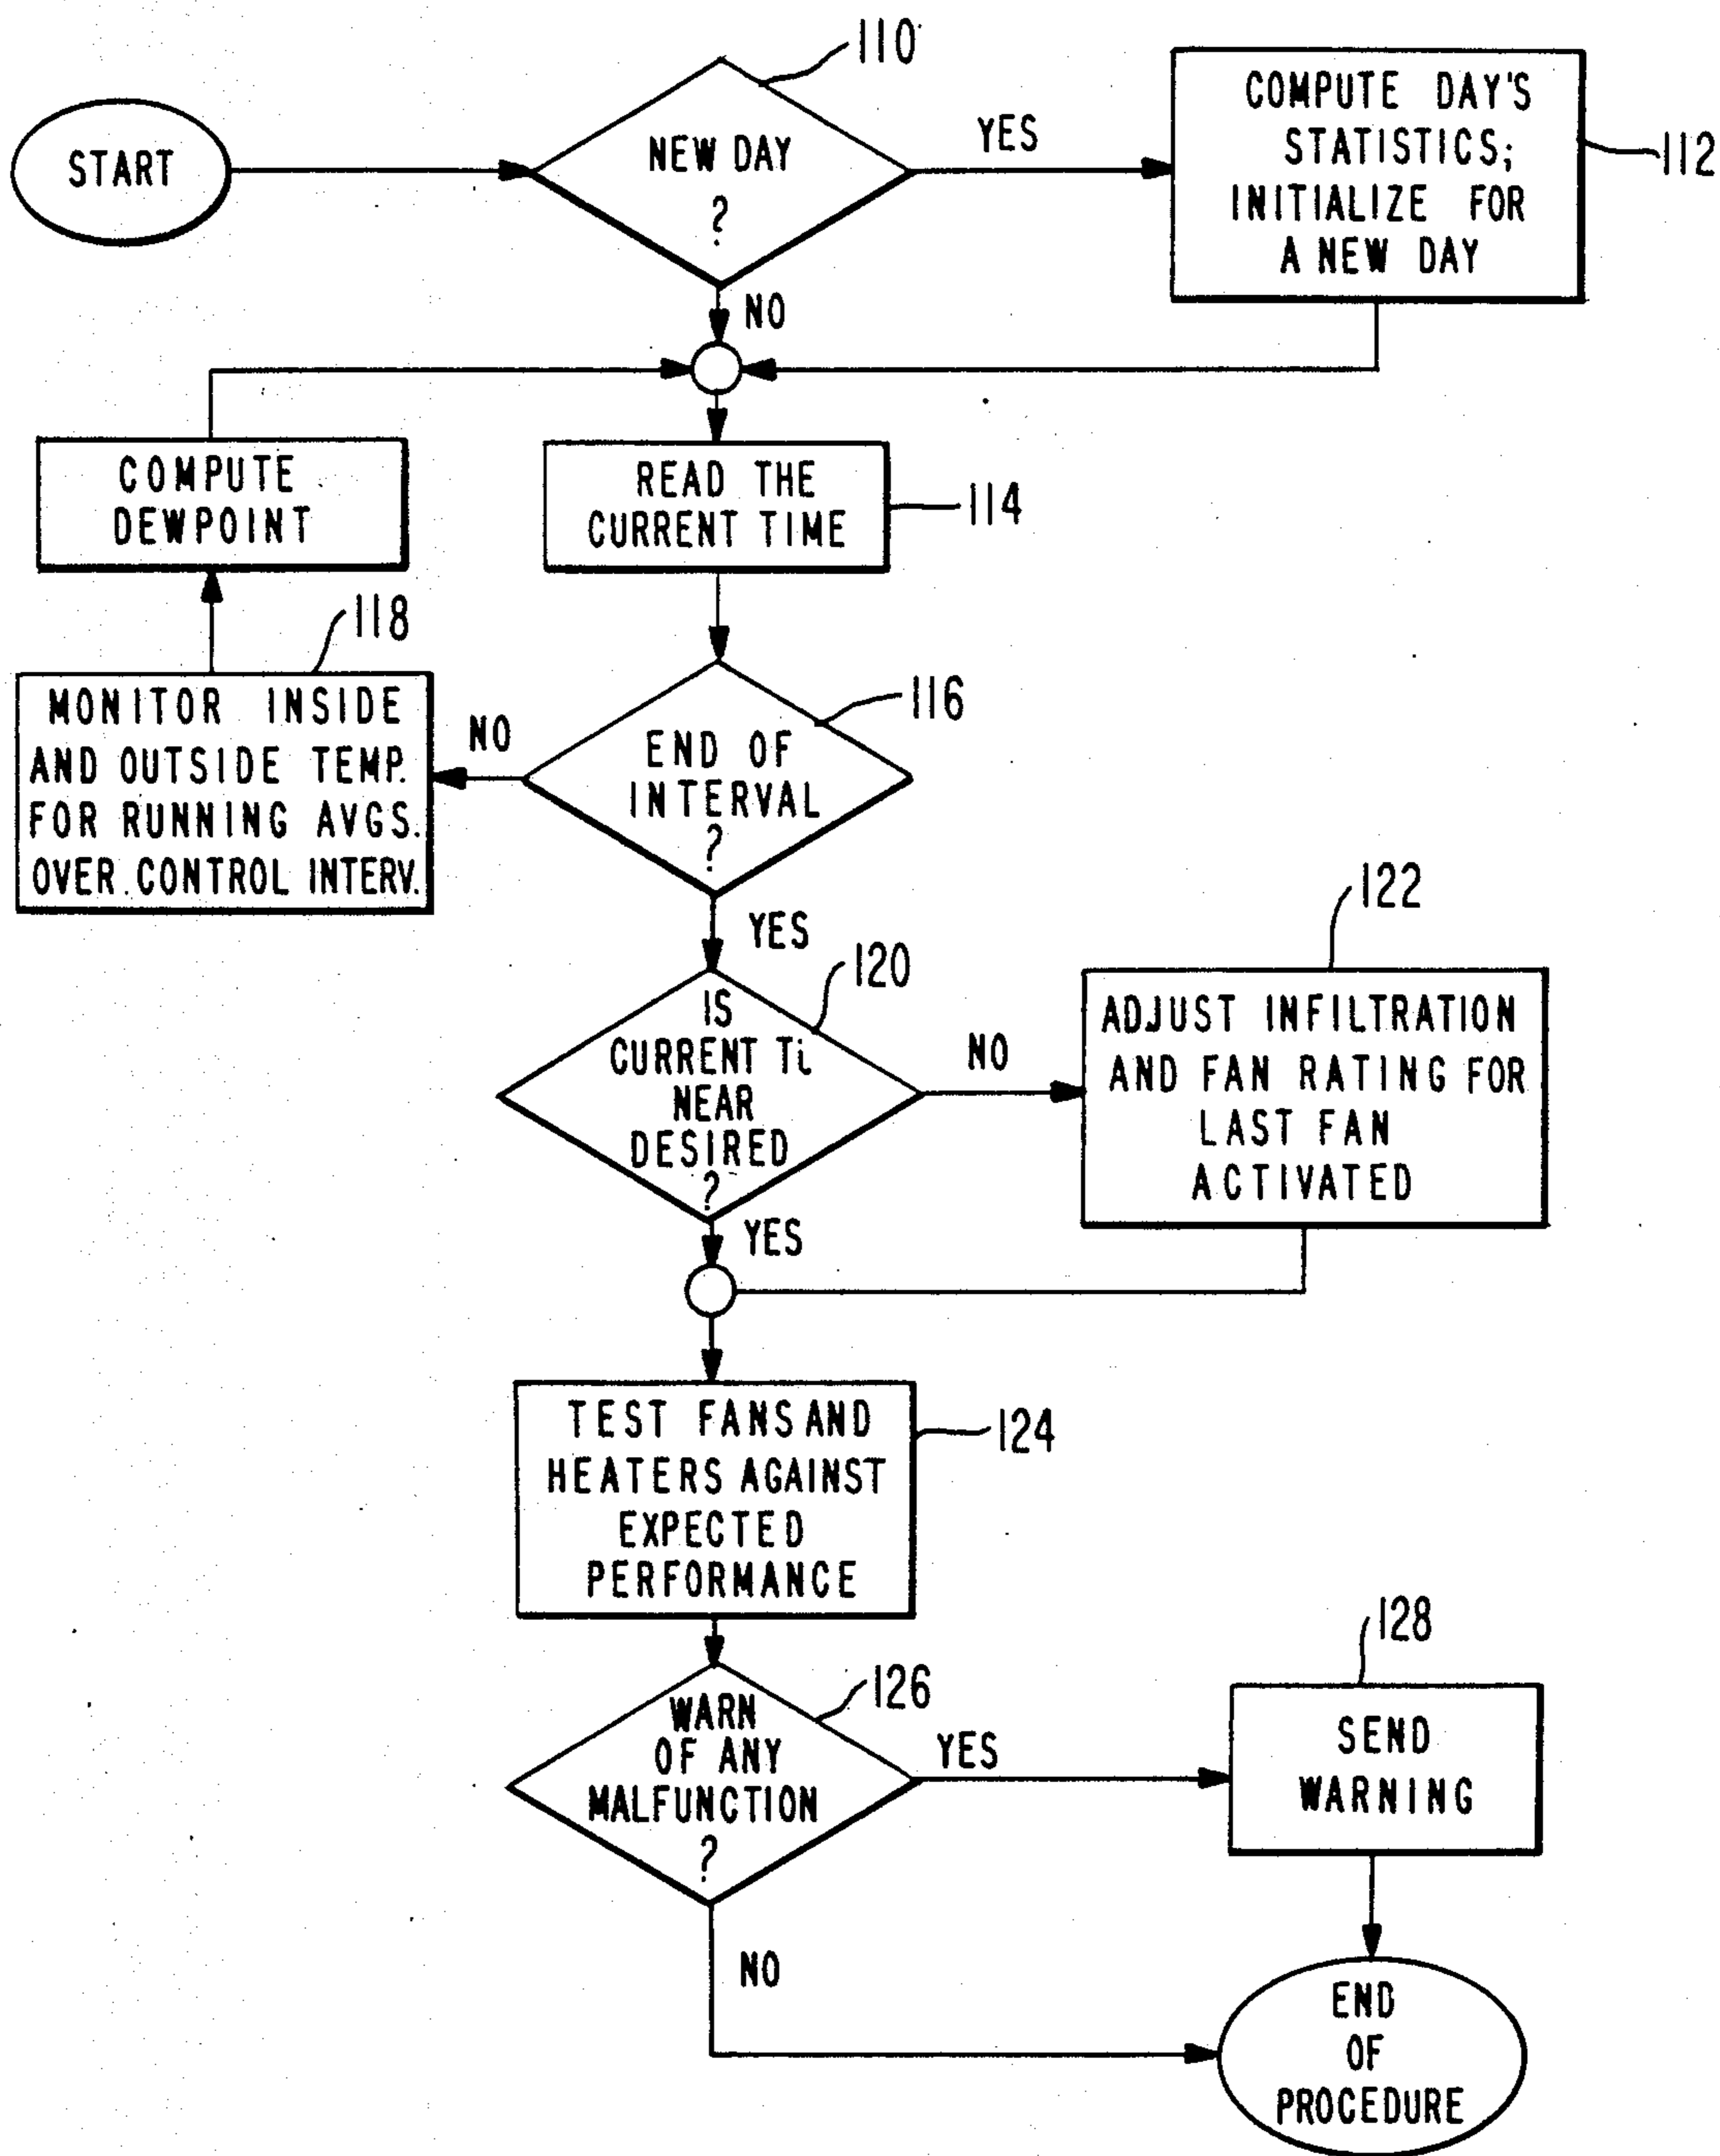 110
START
NEW DAY
?
YES
COMPUTE DAY'S
STATISTICS;
INITIALIZE FOR
A NEW DAY
112
NO
COMPUTE
DEWPOINT
READ THE
CURRENT TIME
114
118
MONITOR INSIDE
AND OUTSIDE TEMP.
FOR RUNNING AVGS.
OVER CONTROL INTERV.
NO
116
END OF
INTERVAL
?
YES
120
IS
CURRENT Ti
NEAR
DESIRED
?
NO
122
ADJUST INFILTRATION
AND FAN RATING FOR
LAST FAN
ACTIVATED
YES
TEST FANS AND
HEATERS AGAINST
EXPECTED
PERFORMANCE
124
126
WARN
OF ANY
MALFUNCTION
?
YES
128
SEND
WARNING
NO
END
OF
PROCEDURE